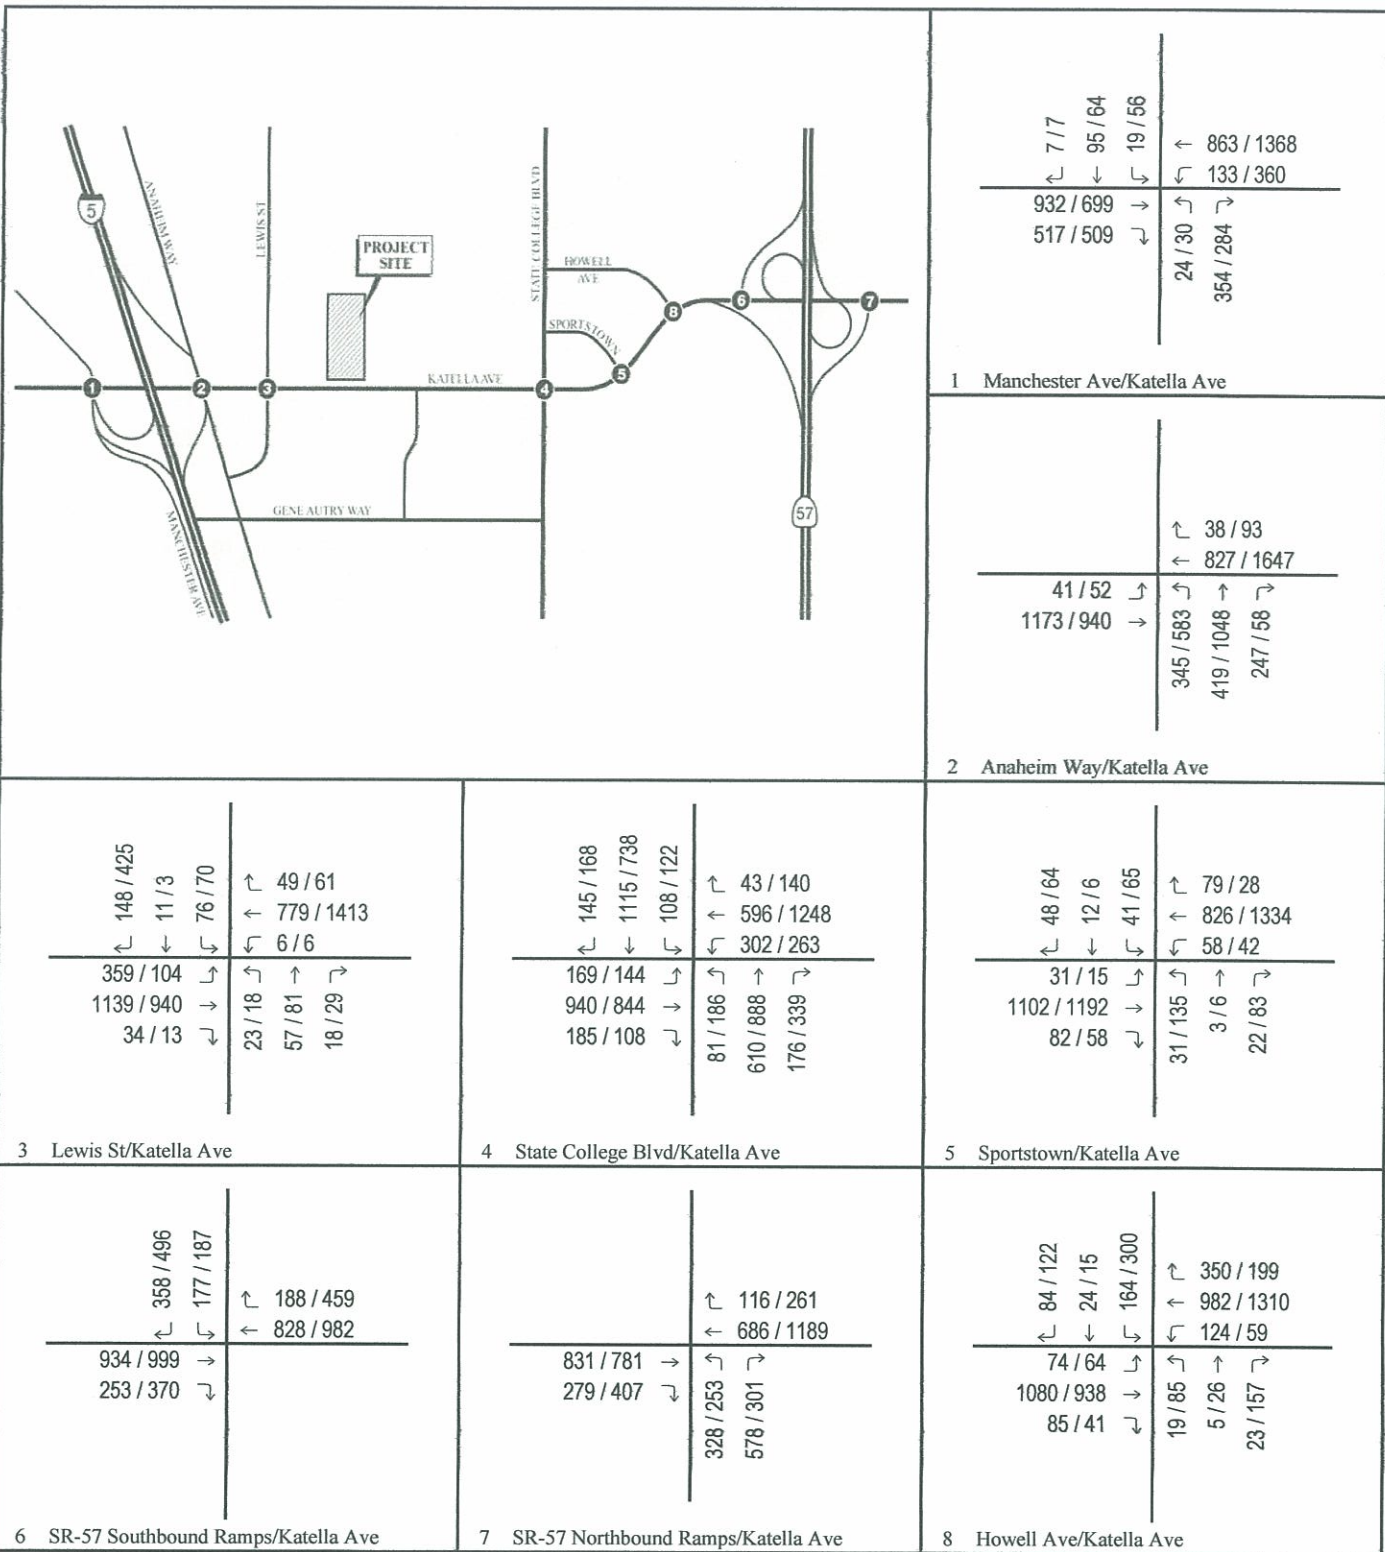 5
ANAHEIM WAY
LEWIS ST
PROJECT
SITE
STATE COLLEGE BLVD
HOWELL
AVE
SPORTSTOWN
KATELLA AVE
1
2
3
4
5
6
7
8
GENE AUTRY WAY
MANCHESTER AVE
57
7 / 7
95 / 64
19 / 56
← 863 / 1368
↰ 133 / 360
932 / 699 →
517 / 509 ↴
24 / 30
354 / 284
1 Manchester Ave/Katella Ave
38 / 93
← 827 / 1647
41 / 52
1173 / 940 →
345 / 583
419 / 1048
247 / 58
2 Anaheim Way/Katella Ave
148 / 425
11 / 3
76 / 70
49 / 61
← 779 / 1413
6 / 6
359 / 104
1139 / 940 →
34 / 13
23 / 18
57 / 81
18 / 29
3 Lewis St/Katella Ave
145 / 168
1115 / 738
108 / 122
43 / 140
← 596 / 1248
302 / 263
169 / 144
940 / 844 →
185 / 108
81 / 186
610 / 888
176 / 339
4 State College Blvd/Katella Ave
48 / 64
12 / 6
41 / 65
79 / 28
← 826 / 1334
58 / 42
31 / 15
1102 / 1192 →
82 / 58
31 / 135
3 / 6
22 / 83
5 Sportstown/Katella Ave
358 / 496
177 / 187
188 / 459
← 828 / 982
934 / 999 →
253 / 370
6 SR-57 Southbound Ramps/Katella Ave
116 / 261
← 686 / 1189
831 / 781 →
279 / 407
328 / 253
578 / 301
7 SR-57 Northbound Ramps/Katella Ave
84 / 122
24 / 15
164 / 300
350 / 199
← 982 / 1310
124 / 59
74 / 64
1080 / 938 →
85 / 41
19 / 85
5 / 26
23 / 157
8 Howell Ave/Katella Ave